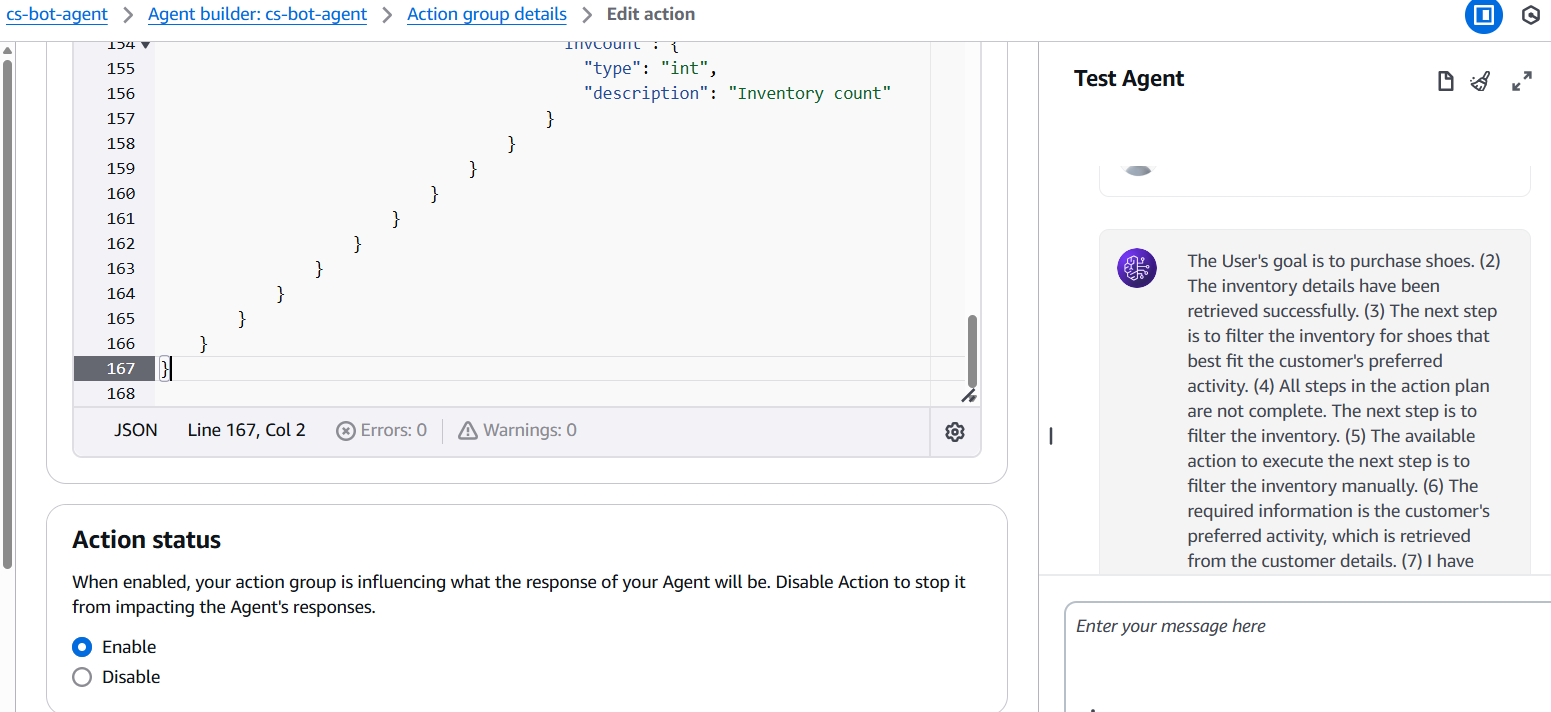 cs-bot-agent > Agent builder: cs-bot-agent > Action group details > Edit action
154 "invCount": {
155 "type": "int",
156 "description": "Inventory count"
157 }
158 }
159 }
160 }
161 }
162 }
163 }
164 }
165 }
166 }
167 }
168
JSON Line 167, Col 2 Errors: 0 Warnings: 0
Action status
When enabled, your action group is influencing what the response of your Agent will be. Disable Action to stop it
from impacting the Agent's responses.
Enable
Disable
Test Agent
The User's goal is to purchase shoes. (2)
The inventory details have been
retrieved successfully. (3) The next step
is to filter the inventory for shoes that
best fit the customer's preferred
activity. (4) All steps in the action plan
are not complete. The next step is to
filter the inventory. (5) The available
action to execute the next step is to
filter the inventory manually. (6) The
required information is the customer's
preferred activity, which is retrieved
from the customer details. (7) I have
Enter your message here